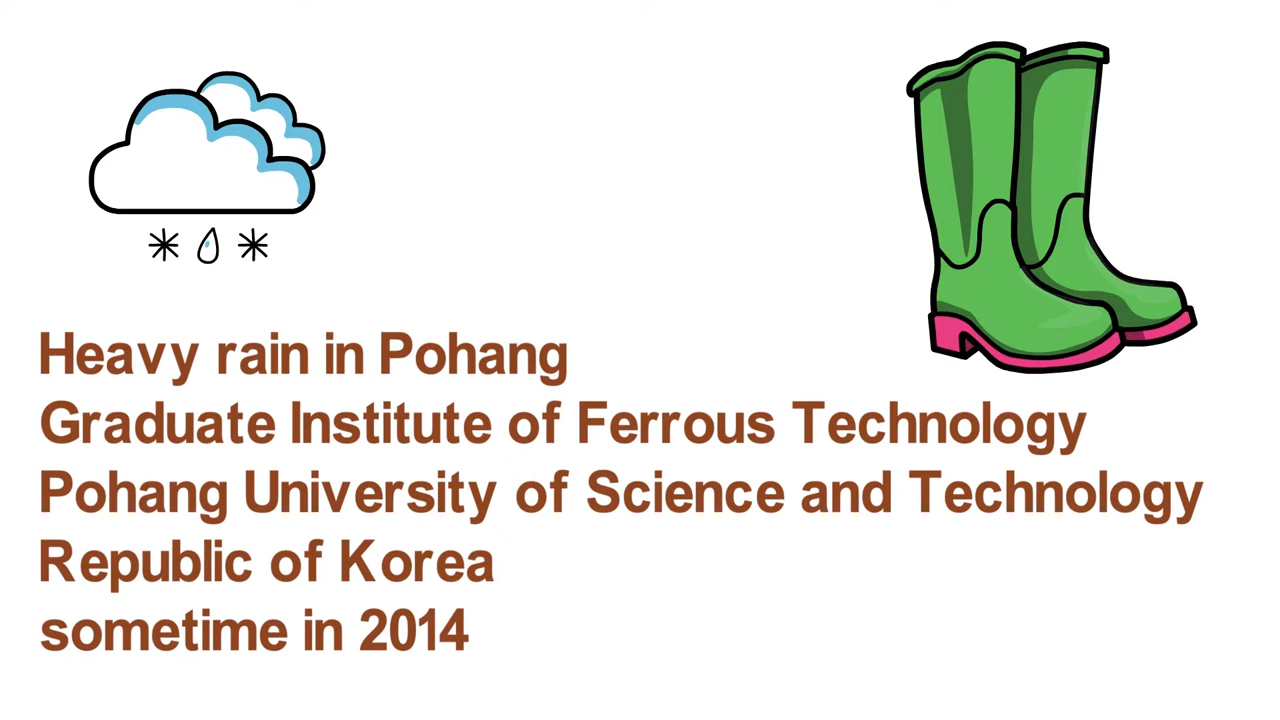 Heavy rain in Pohang
Graduate Institute of Ferrous Technology
Pohang University of Science and Technology
Republic of Korea
sometime in 2014